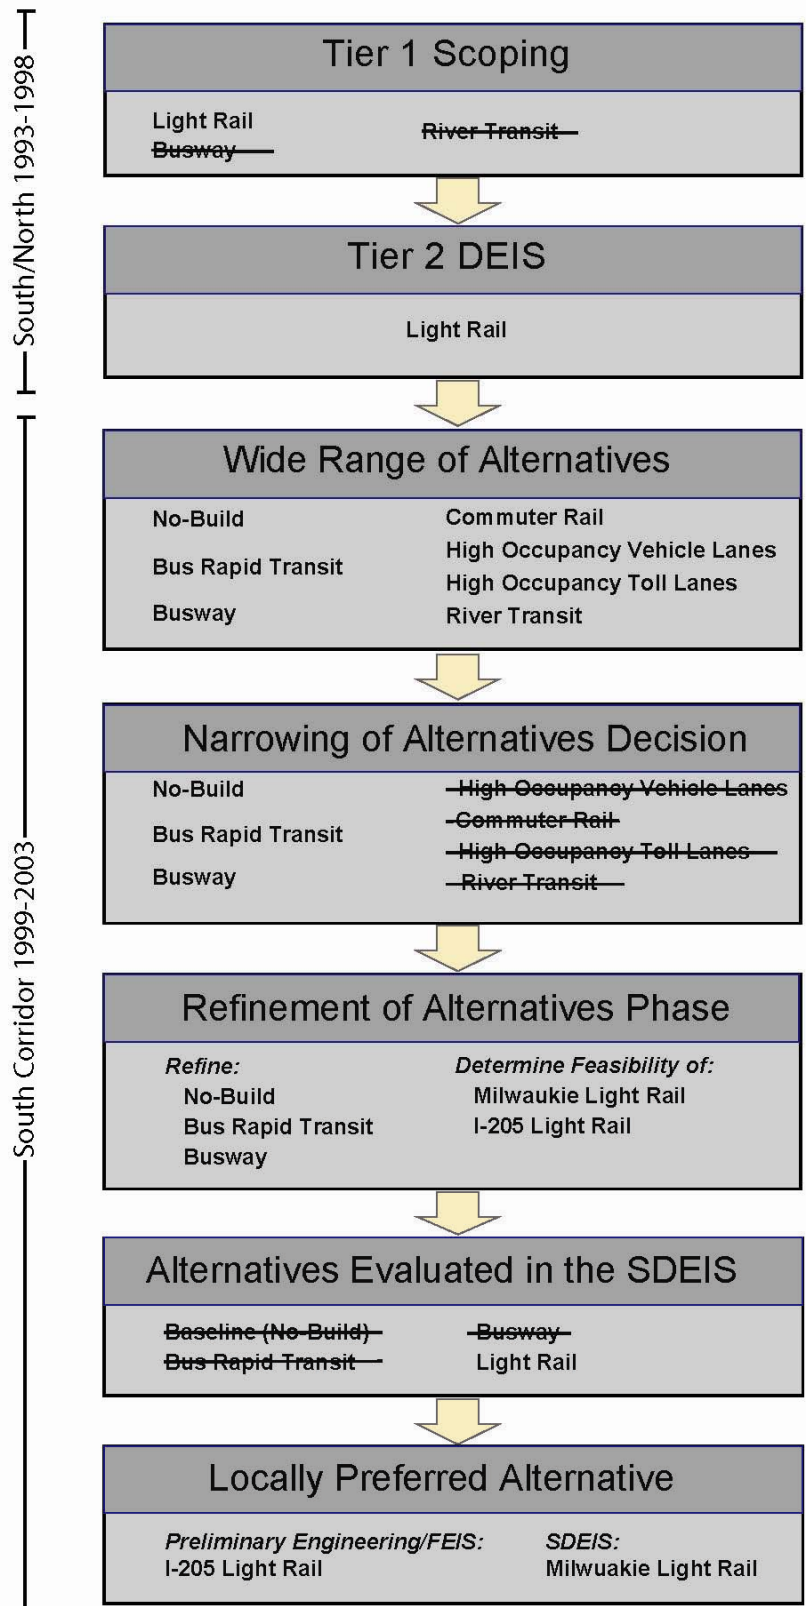 South/North 1993-1998
Tier 1 Scoping
Light Rail
Busway
River Transit
Tier 2 DEIS
Light Rail
South Corridor 1999-2003
Wide Range of Alternatives
No-Build
Bus Rapid Transit
Busway
Commuter Rail
High Occupancy Vehicle Lanes
High Occupancy Toll Lanes
River Transit
Narrowing of Alternatives Decision
No-Build
Bus Rapid Transit
Busway
High Occupancy Vehicle Lanes
Commuter Rail
High Occupancy Toll Lanes
River Transit
Refinement of Alternatives Phase
Refine:
No-Build
Bus Rapid Transit
Busway
Determine Feasibility of:
Milwaukie Light Rail
I-205 Light Rail
Alternatives Evaluated in the SDEIS
Baseline (No-Build)
Bus Rapid Transit
Busway
Light Rail
Locally Preferred Alternative
Preliminary Engineering/FEIS:
I-205 Light Rail
SDEIS:
Milwuakie Light Rail